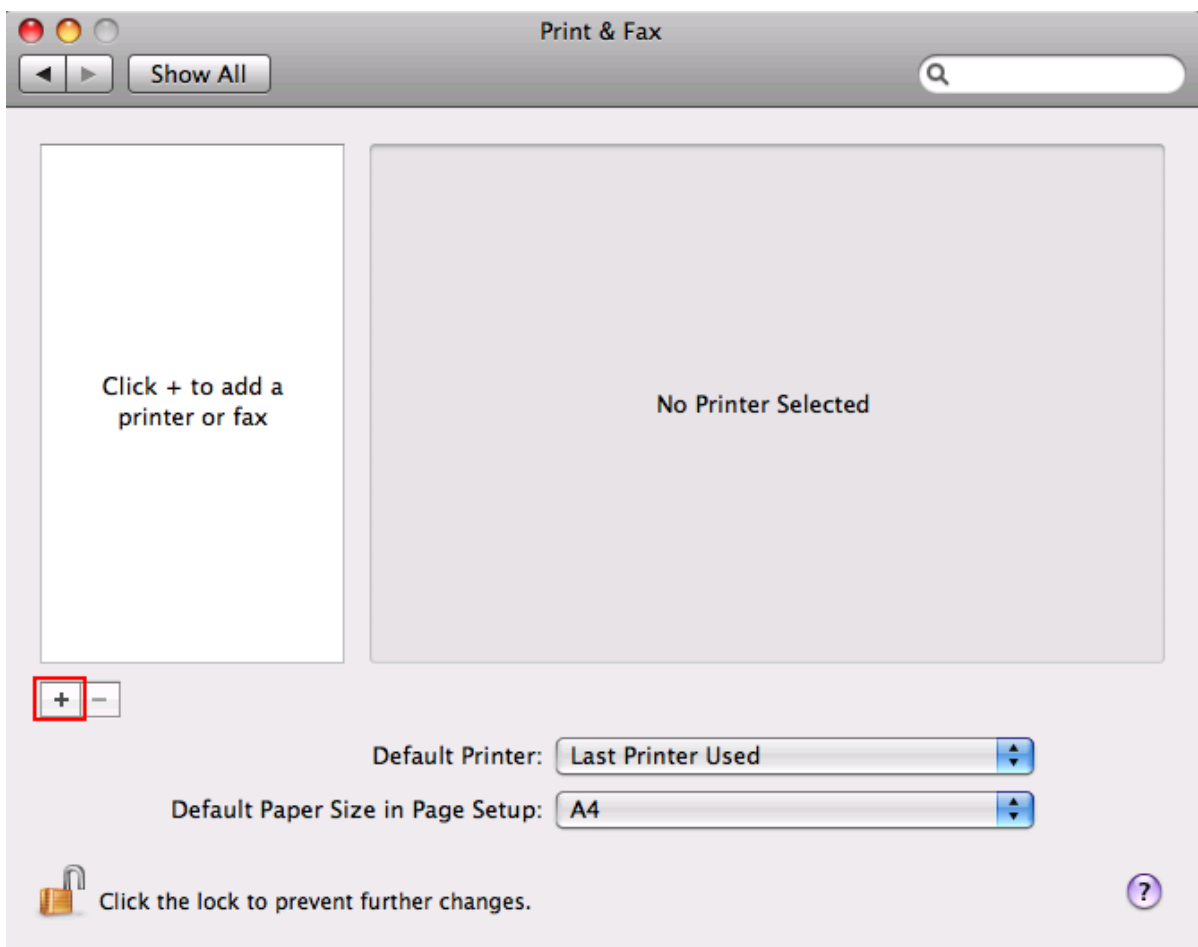 Print & Fax
Show All
Click + to add a
printer or fax
No Printer Selected
+ −
Default Printer: Last Printer Used
Default Paper Size in Page Setup: A4
Click the lock to prevent further changes.
?